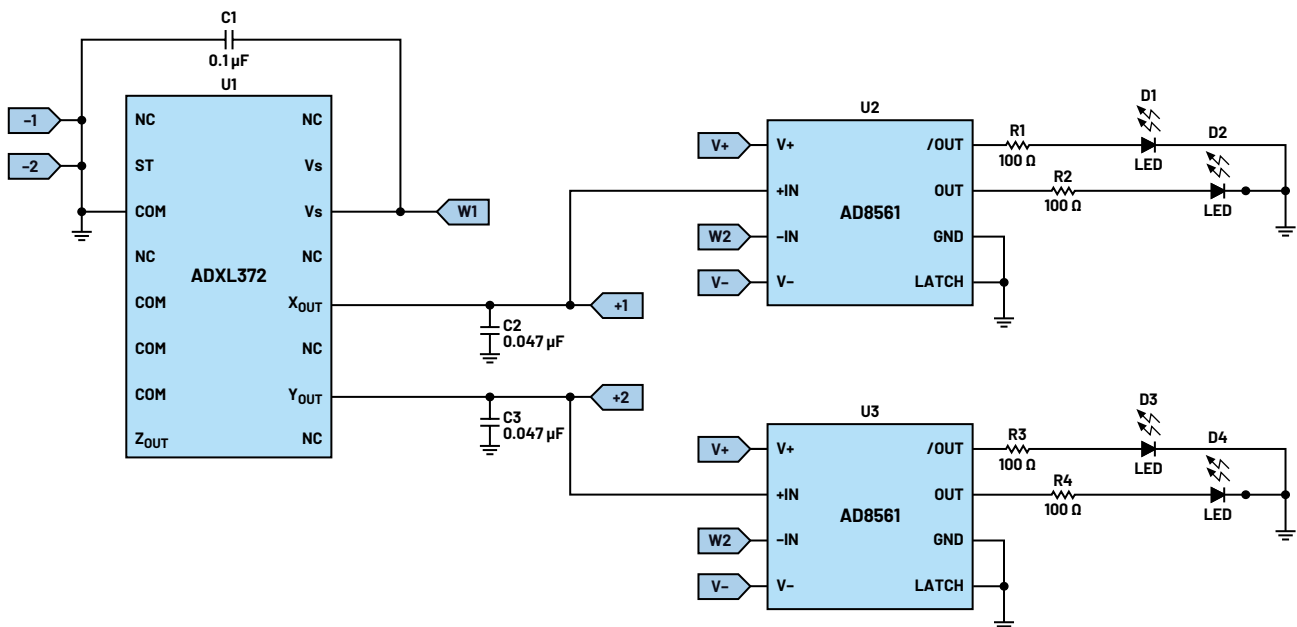 C1
0.1 µF
U1
–1
–2
NC
ST
COM
NC
COM
COM
COM
Z_OUT
ADXL372
NC
Vs
Vs
NC
X_OUT
NC
Y_OUT
NC
W1
C2
0.047 µF
+1
C3
0.047 µF
+2
U2
V+
W2
V–
V+
+IN
–IN
V–
AD8561
/OUT
OUT
GND
LATCH
R1
100 Ω
R2
100 Ω
D1
LED
D2
LED
U3
V+
W2
V–
V+
+IN
–IN
V–
AD8561
/OUT
OUT
GND
LATCH
R3
100 Ω
R4
100 Ω
D3
LED
D4
LED